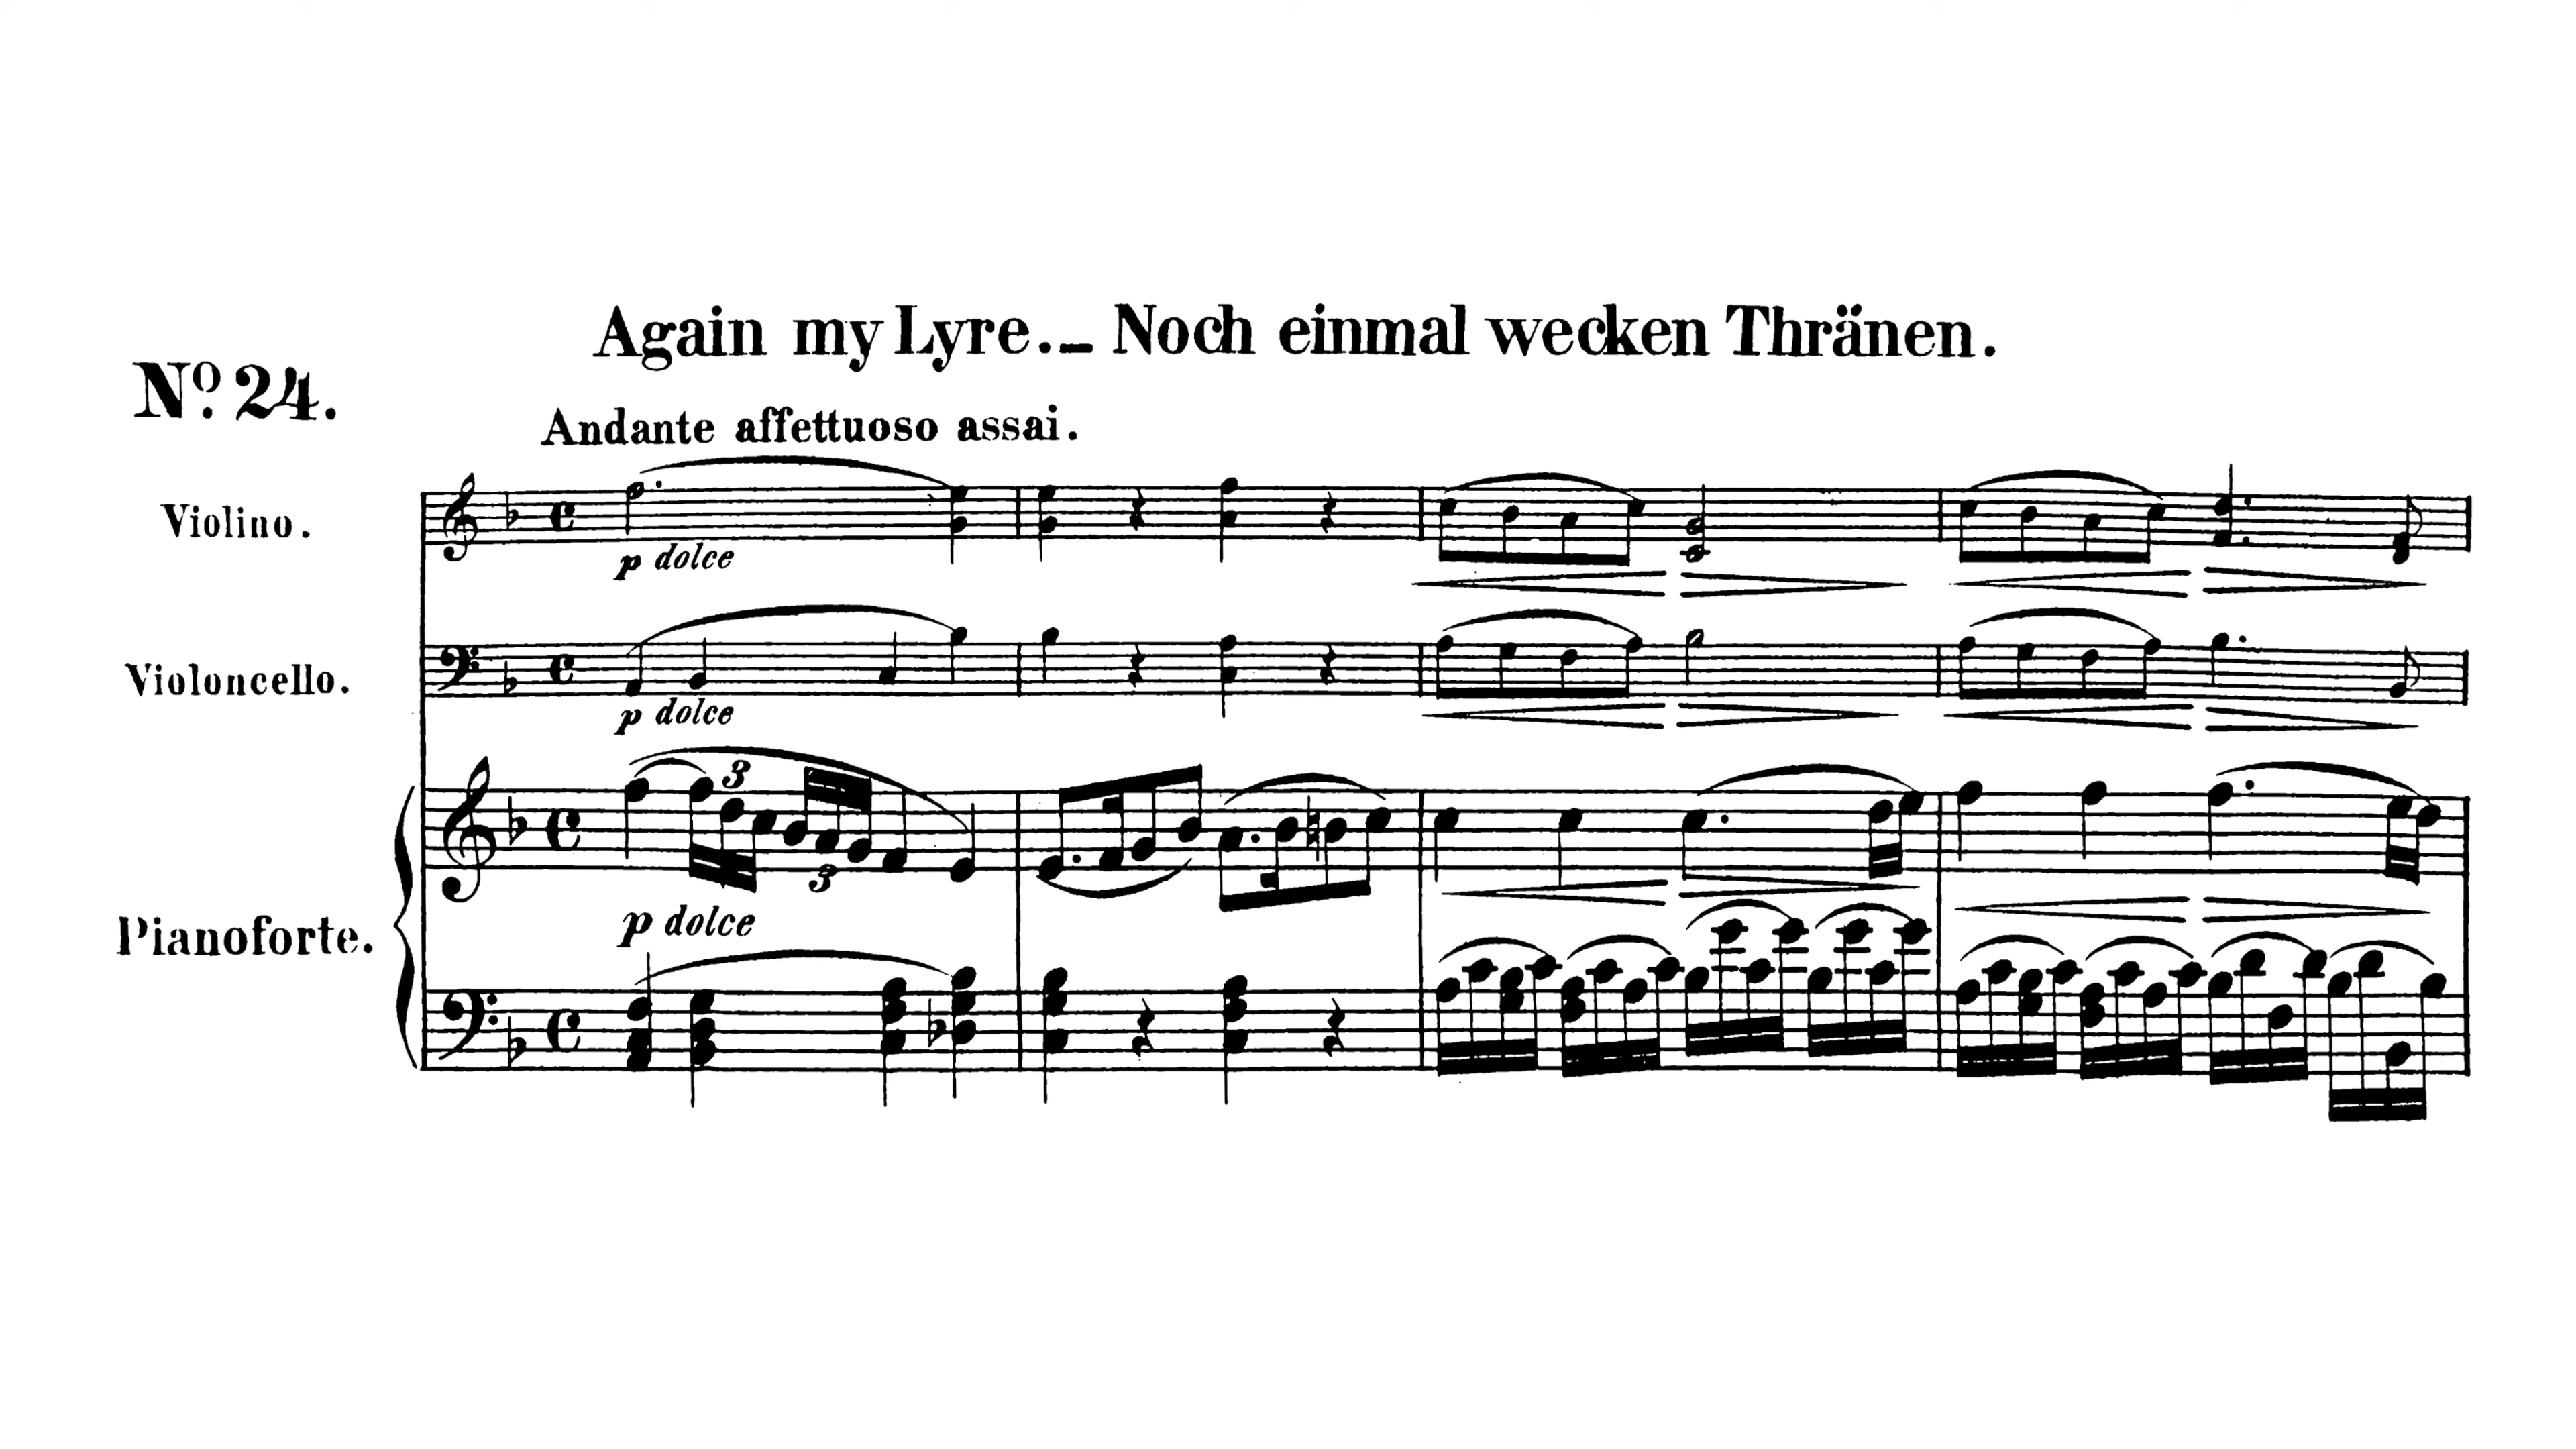 Again my Lyre. – Noch einmal wecken Thränen.
Nº. 24.
Andante affettuoso assai.
Violino.
p dolce
Violoncello.
p dolce
3
3
Pianoforte.
p dolce